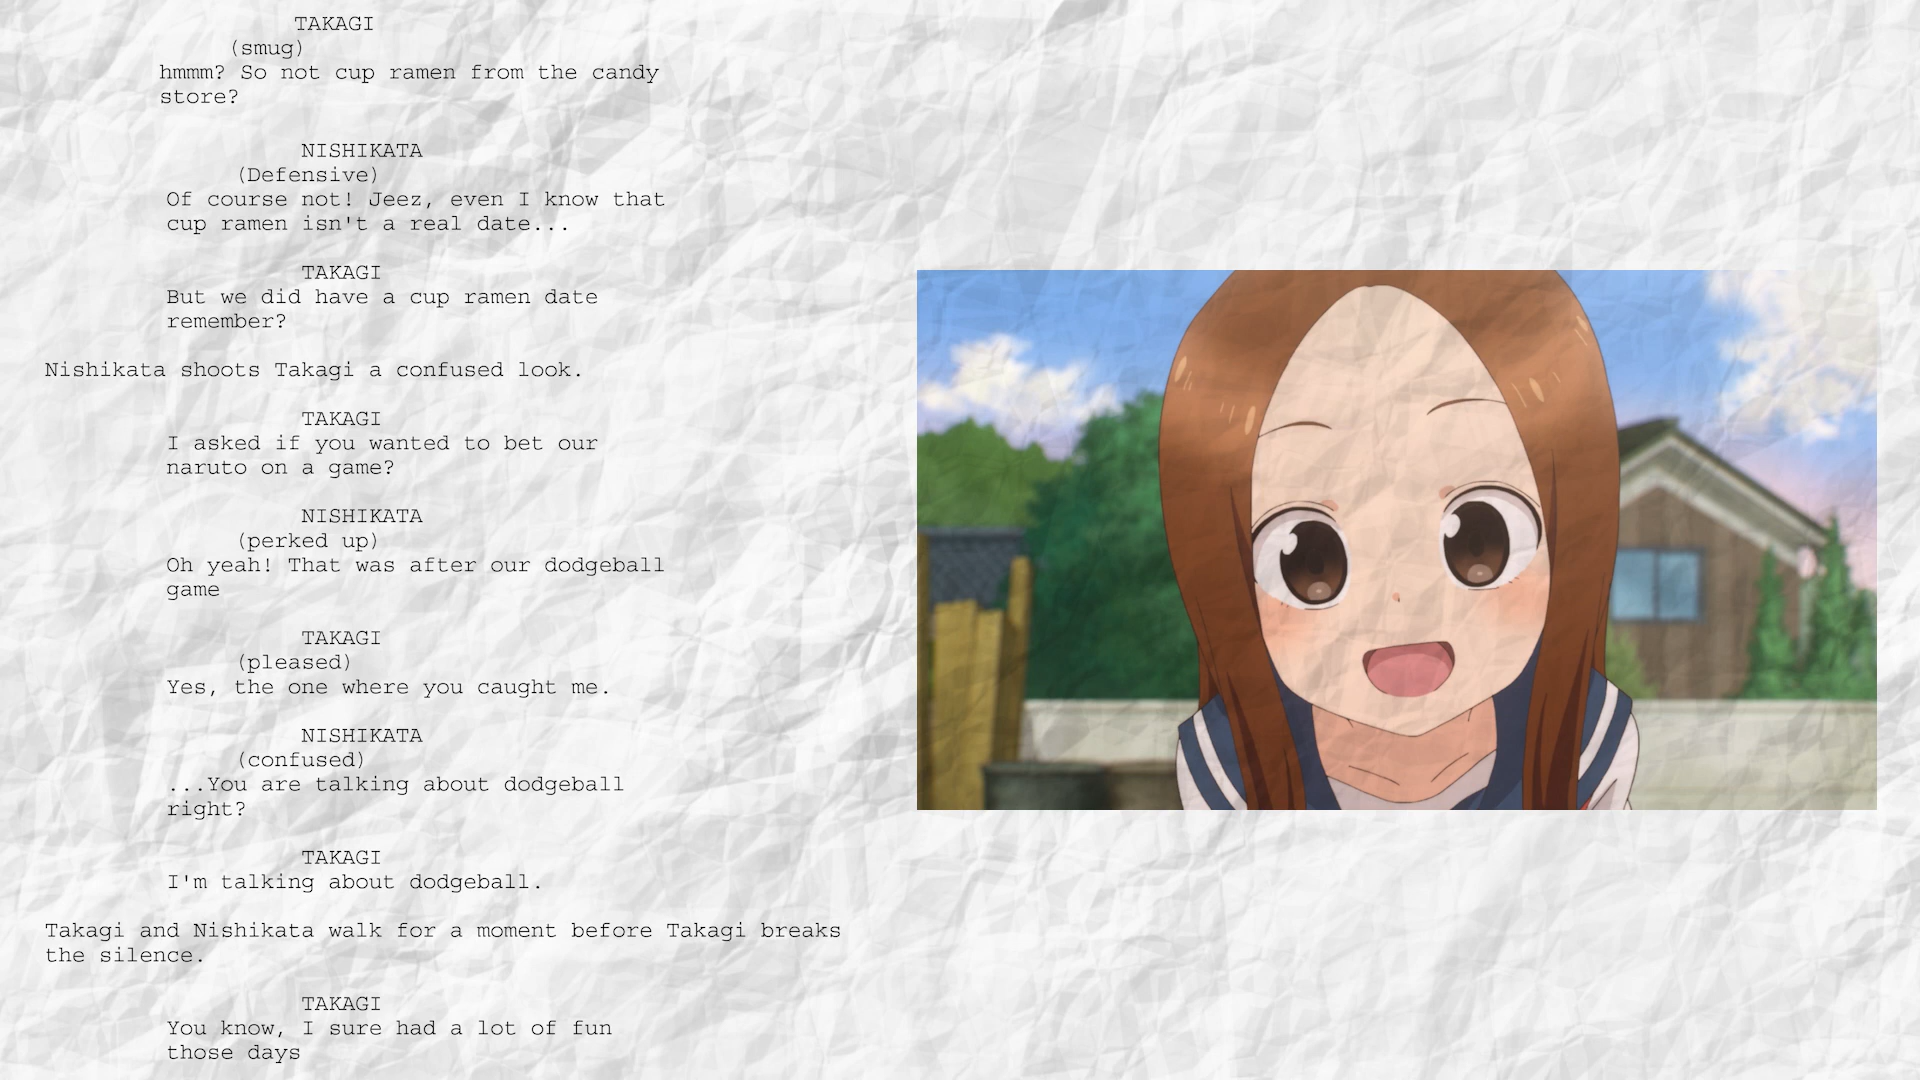 TAKAGI
(smug)
hmmm? So not cup ramen from the candy
store?
NISHIKATA
(Defensive)
Of course not! Jeez, even I know that
cup ramen isn't a real date...
TAKAGI
But we did have a cup ramen date
remember?
Nishikata shoots Takagi a confused look.
TAKAGI
I asked if you wanted to bet our
naruto on a game?
NISHIKATA
(perked up)
Oh yeah! That was after our dodgeball
game
TAKAGI
(pleased)
Yes, the one where you caught me.
NISHIKATA
(confused)
...You are talking about dodgeball
right?
TAKAGI
I'm talking about dodgeball.
Takagi and Nishikata walk for a moment before Takagi breaks
the silence.
TAKAGI
You know, I sure had a lot of fun
those days